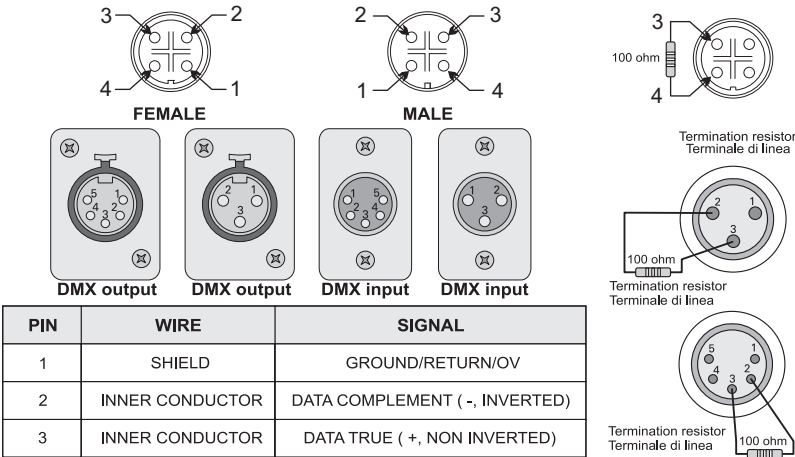 3 2
4 1
FEMALE
2 3
1 4
MALE
3
100 ohm
4
Termination resistor
Terminale di linea
5 1
4 2
3
DMX output
2 1
3
DMX output
1 5
2 4
3
DMX input
1 2
3
DMX input
2 1
3
100 ohm
Termination resistor
Terminale di linea
5 1
4 2
3
Termination resistor
Terminale di linea
100 ohm
PIN WIRE SIGNAL
1 SHIELD GROUND/RETURN/OV
2 INNER CONDUCTOR DATA COMPLEMENT ( -, INVERTED)
3 INNER CONDUCTOR DATA TRUE ( +, NON INVERTED)